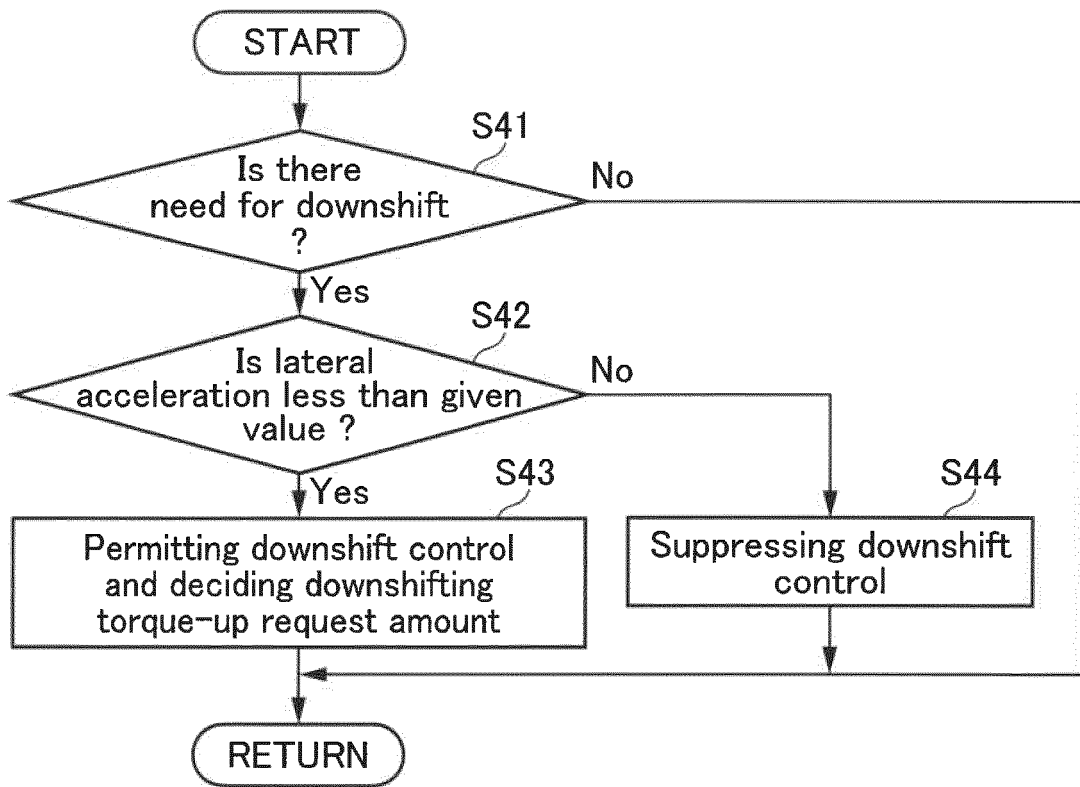 START
S41
Is there
need for downshift
?
No
Yes
S42
Is lateral
acceleration less than given
value ?
No
Yes
S43
Permitting downshift control
and deciding downshifting
torque-up request amount
S44
Suppressing downshift
control
RETURN